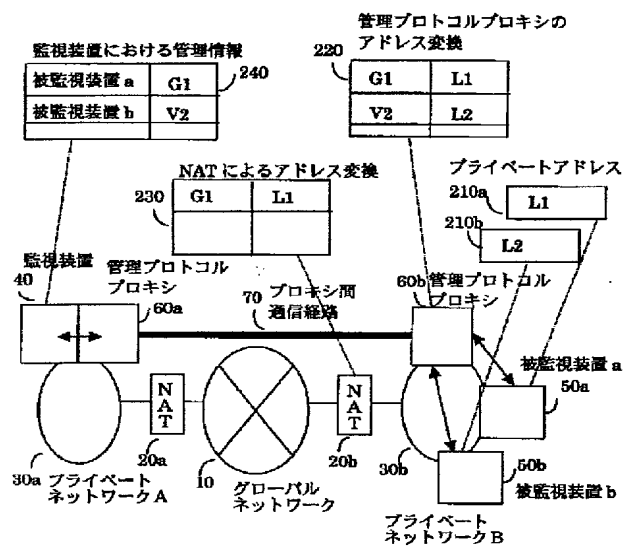 監視装置における管理情報
被監視装置 a G1
被監視装置 b V2
240
管理プロトコルプロキシの
アドレス変換
220
G1 L1
V2 L2
NATによるアドレス変換
230
G1 L1
プライベートアドレス
210a
L1
210b
L2
監視装置
40
管理プロトコル
プロキシ
60a
70
プロキシ間
通信経路
60b
管理プロトコル
プロキシ
被監視装置 a
50a
NAT
20a
10
NAT
20b
30a
プライベート
ネットワークA
グローバル
ネットワーク
30b
プライベート
ネットワークB
50b
被監視装置 b